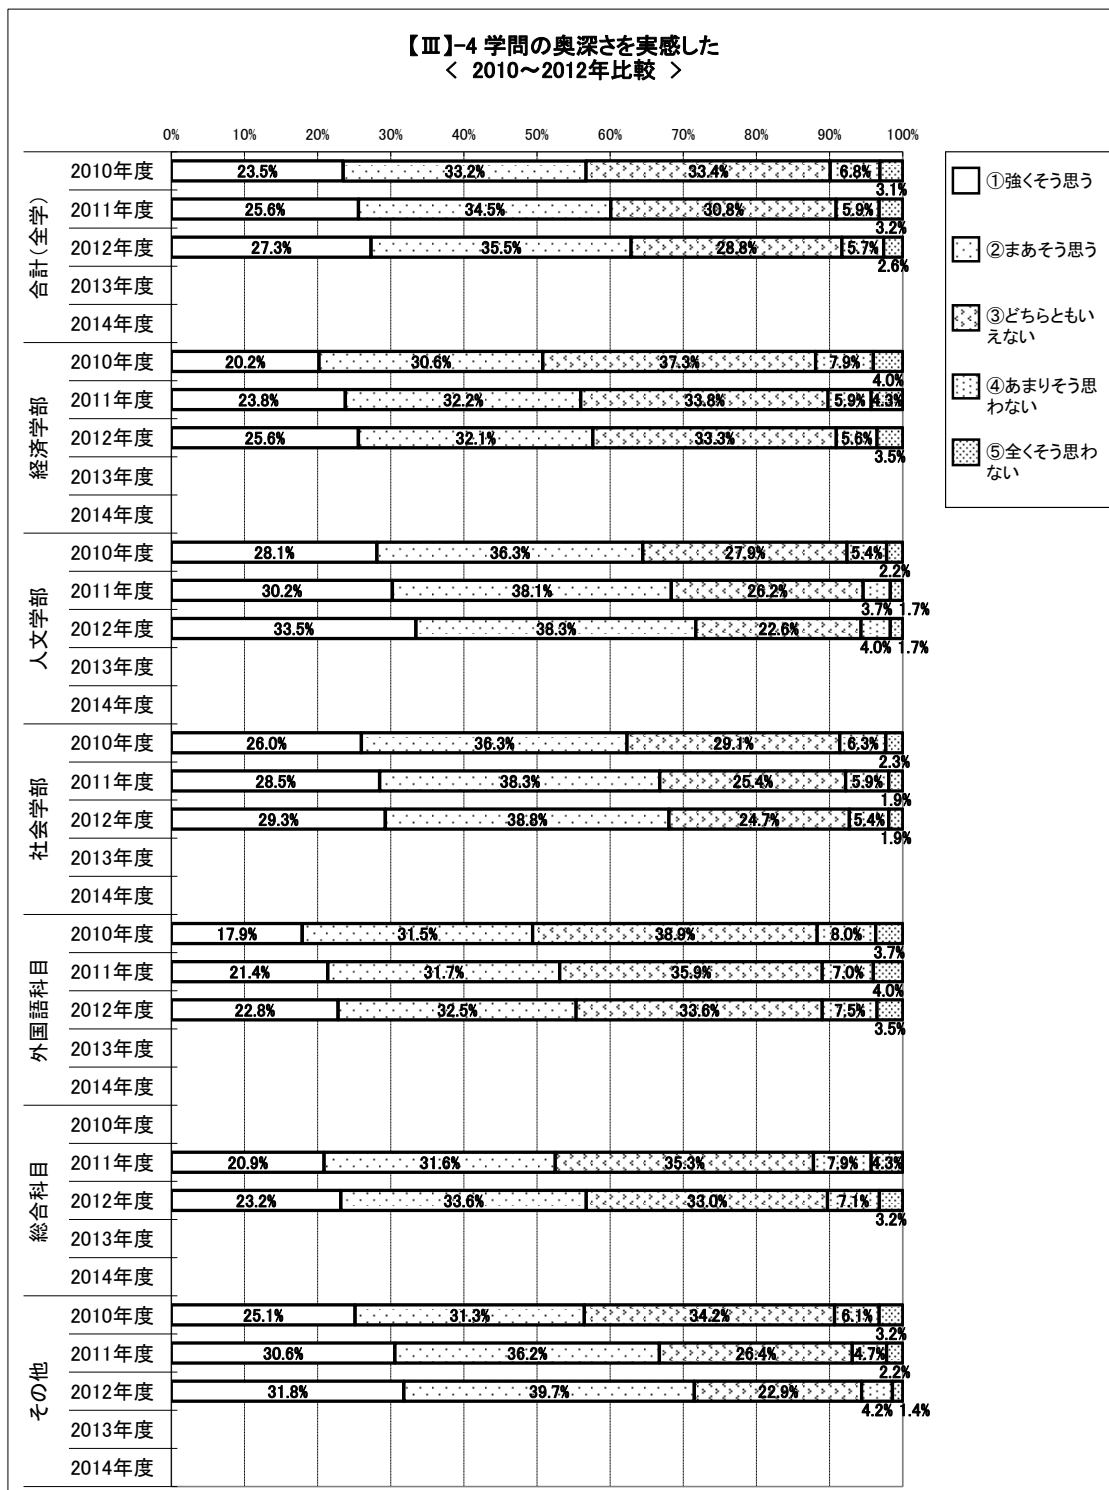 【Ⅲ】-4 学問の奥深さを実感した
< 2010～2012年比較 >
0% 10% 20% 30% 40% 50% 60% 70% 80% 90% 100%
合計(全学)
2010年度 23.5% 33.2% 33.4% 6.8% 3.1%
2011年度 25.6% 34.5% 30.8% 5.9% 3.2%
2012年度 27.3% 35.5% 28.8% 5.7% 2.6%
2013年度
2014年度
経済学部
2010年度 20.2% 30.6% 37.3% 7.9% 4.0%
2011年度 23.8% 32.2% 33.8% 5.9% 4.3%
2012年度 25.6% 32.1% 33.3% 5.6% 3.5%
2013年度
2014年度
人文学部
2010年度 28.1% 36.3% 27.9% 5.4% 2.2%
2011年度 30.2% 38.1% 26.2% 3.7% 1.7%
2012年度 33.5% 38.3% 22.6% 4.0% 1.7%
2013年度
2014年度
社会学部
2010年度 26.0% 36.3% 29.1% 6.3% 2.3%
2011年度 28.5% 38.3% 25.4% 5.9% 1.9%
2012年度 29.3% 38.8% 24.7% 5.4% 1.9%
2013年度
2014年度
外国語科目
2010年度 17.9% 31.5% 38.9% 8.0% 3.7%
2011年度 21.4% 31.7% 35.9% 7.0% 4.0%
2012年度 22.8% 32.5% 33.6% 7.5% 3.5%
2013年度
2014年度
総合科目
2010年度
2011年度 20.9% 31.6% 35.3% 7.9% 4.3%
2012年度 23.2% 33.6% 33.0% 7.1% 3.2%
2013年度
2014年度
その他
2010年度 25.1% 31.3% 34.2% 6.1% 3.2%
2011年度 30.6% 36.2% 26.4% 4.7% 2.2%
2012年度 31.8% 39.7% 22.9% 4.2% 1.4%
2013年度
2014年度
①強くそう思う
②まあそう思う
③どちらともい
えない
④あまりそう思
わない
⑤全くそう思わ
ない